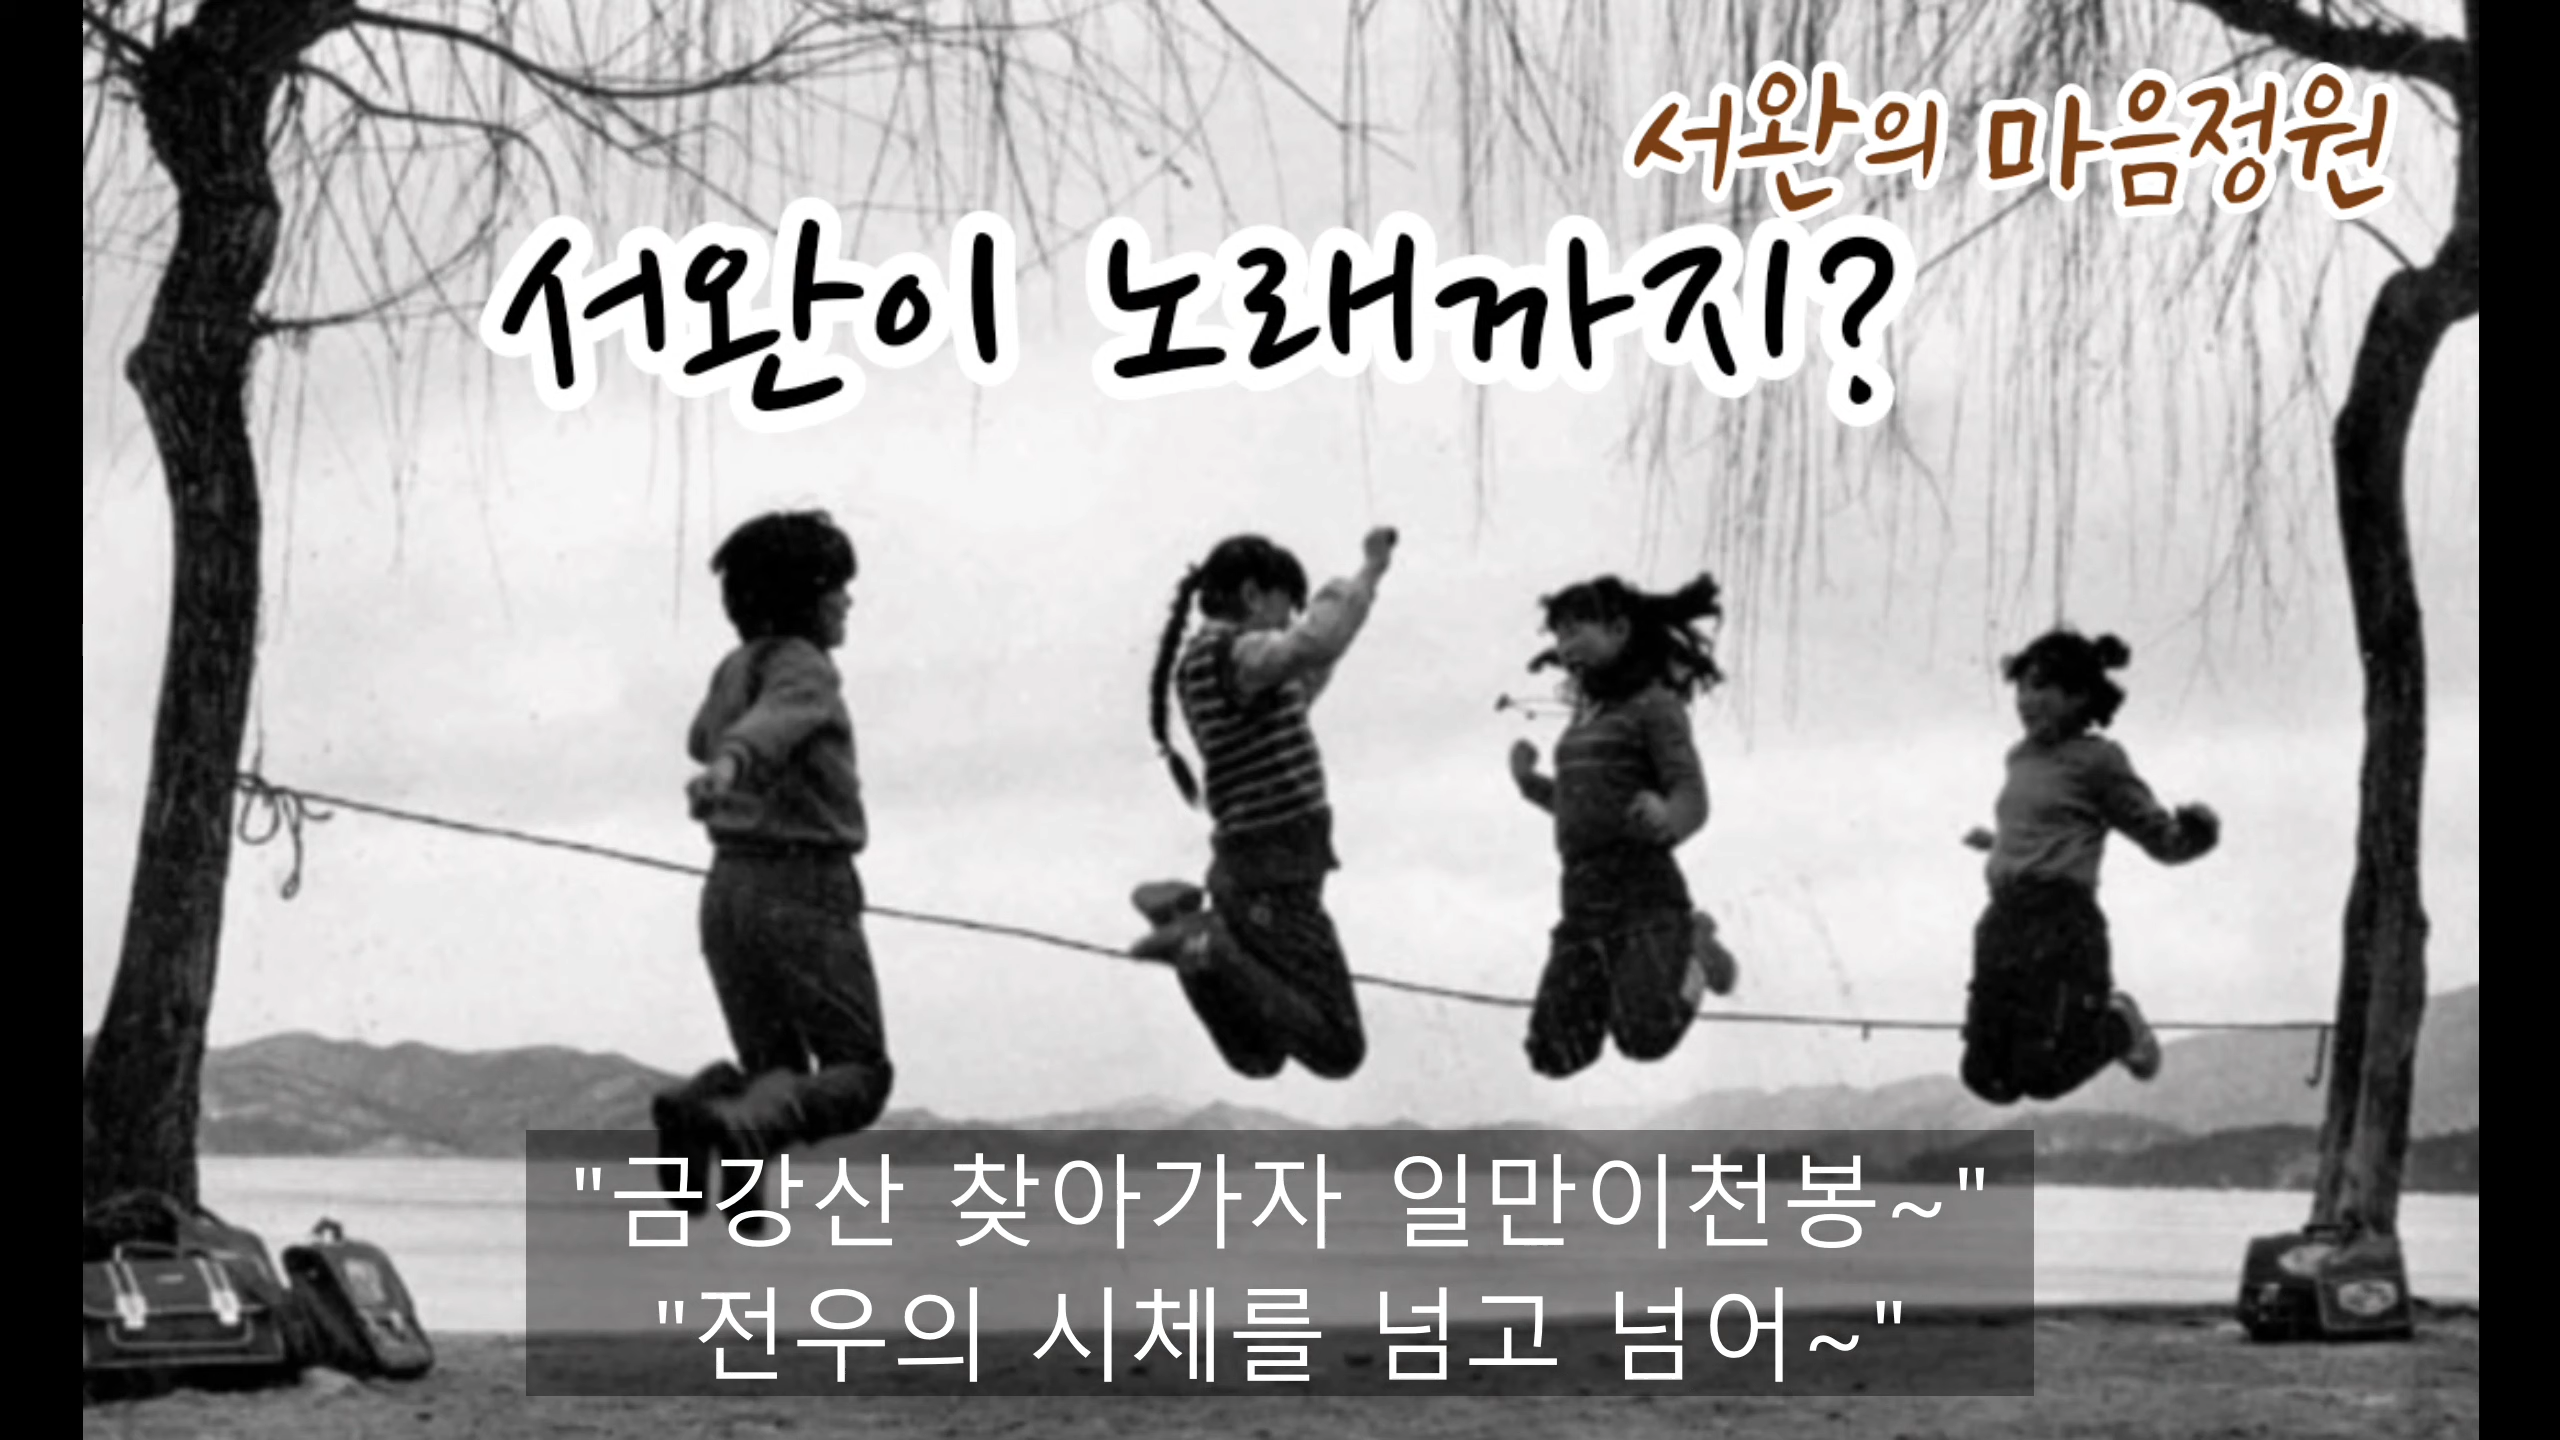 서완의 마음정원
서완이 노래까지?
"금강산 찾아가자 일만이천봉~"
"전우의 시체를 넘고 넘어~"